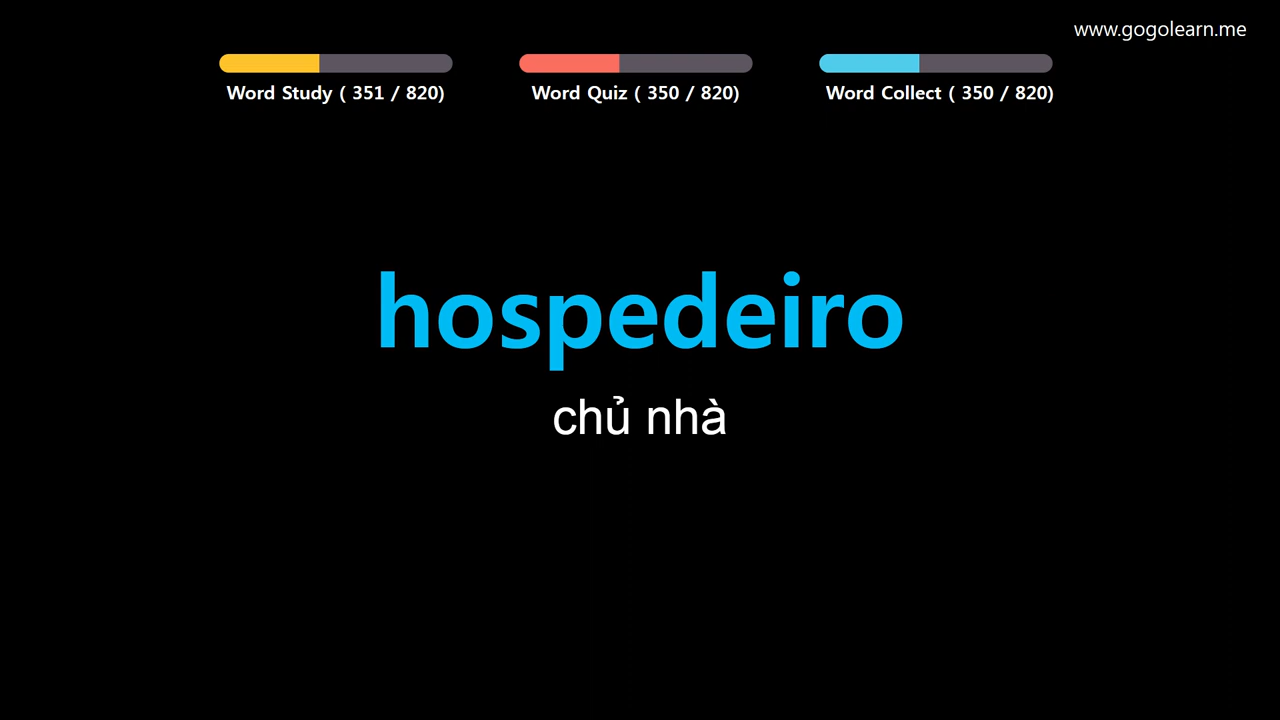 www.gogolearn.me
Word Study ( 351 / 820)
Word Quiz ( 350 / 820)
Word Collect ( 350 / 820)
hospedeiro
chủ nhà